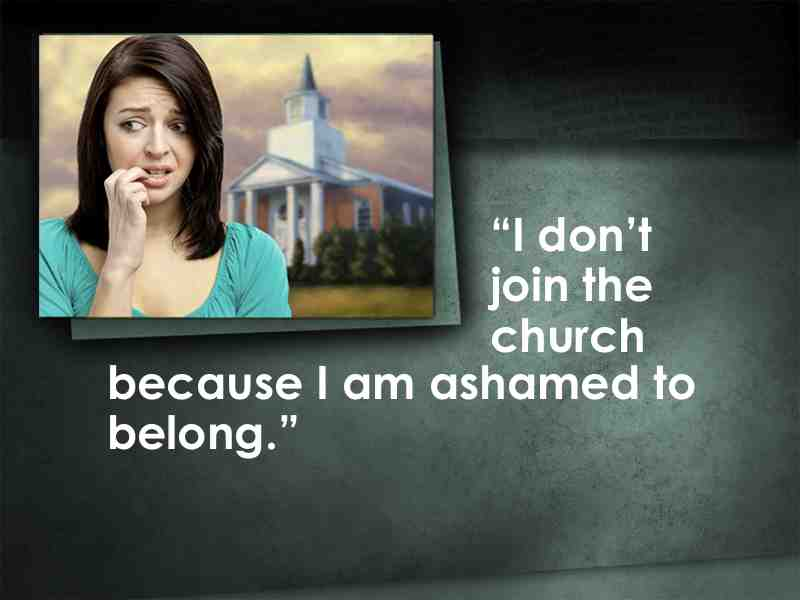 “I don’t
join the
church
because I am ashamed to
belong.”